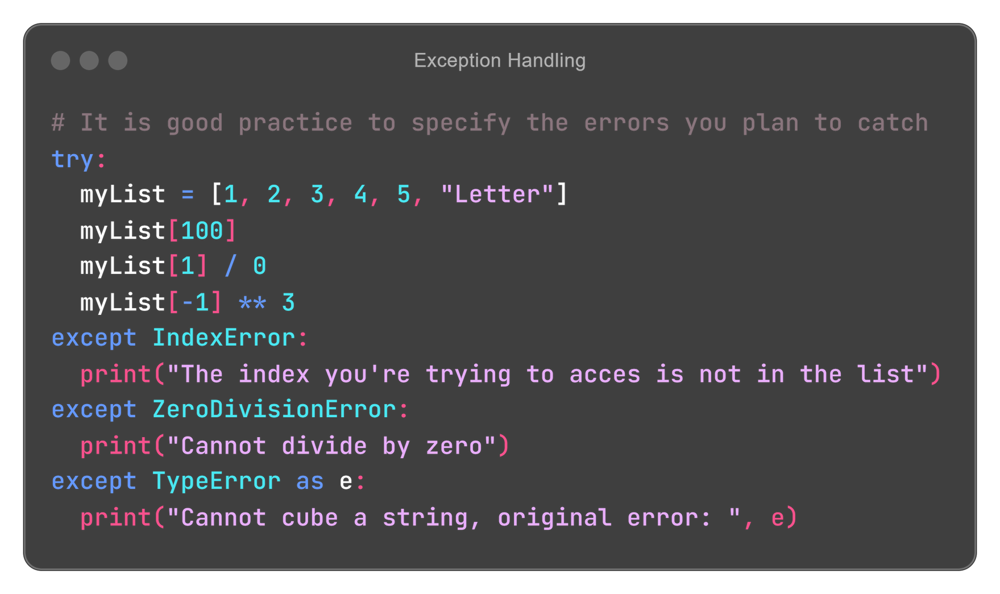 Exception Handling
# It is good practice to specify the errors you plan to catch
try:
  myList = [1, 2, 3, 4, 5, "Letter"]
  myList[100]
  myList[1] / 0
  myList[-1] ** 3
except IndexError:
  print("The index you're trying to acces is not in the list")
except ZeroDivisionError:
  print("Cannot divide by zero")
except TypeError as e:
  print("Cannot cube a string, original error: ", e)